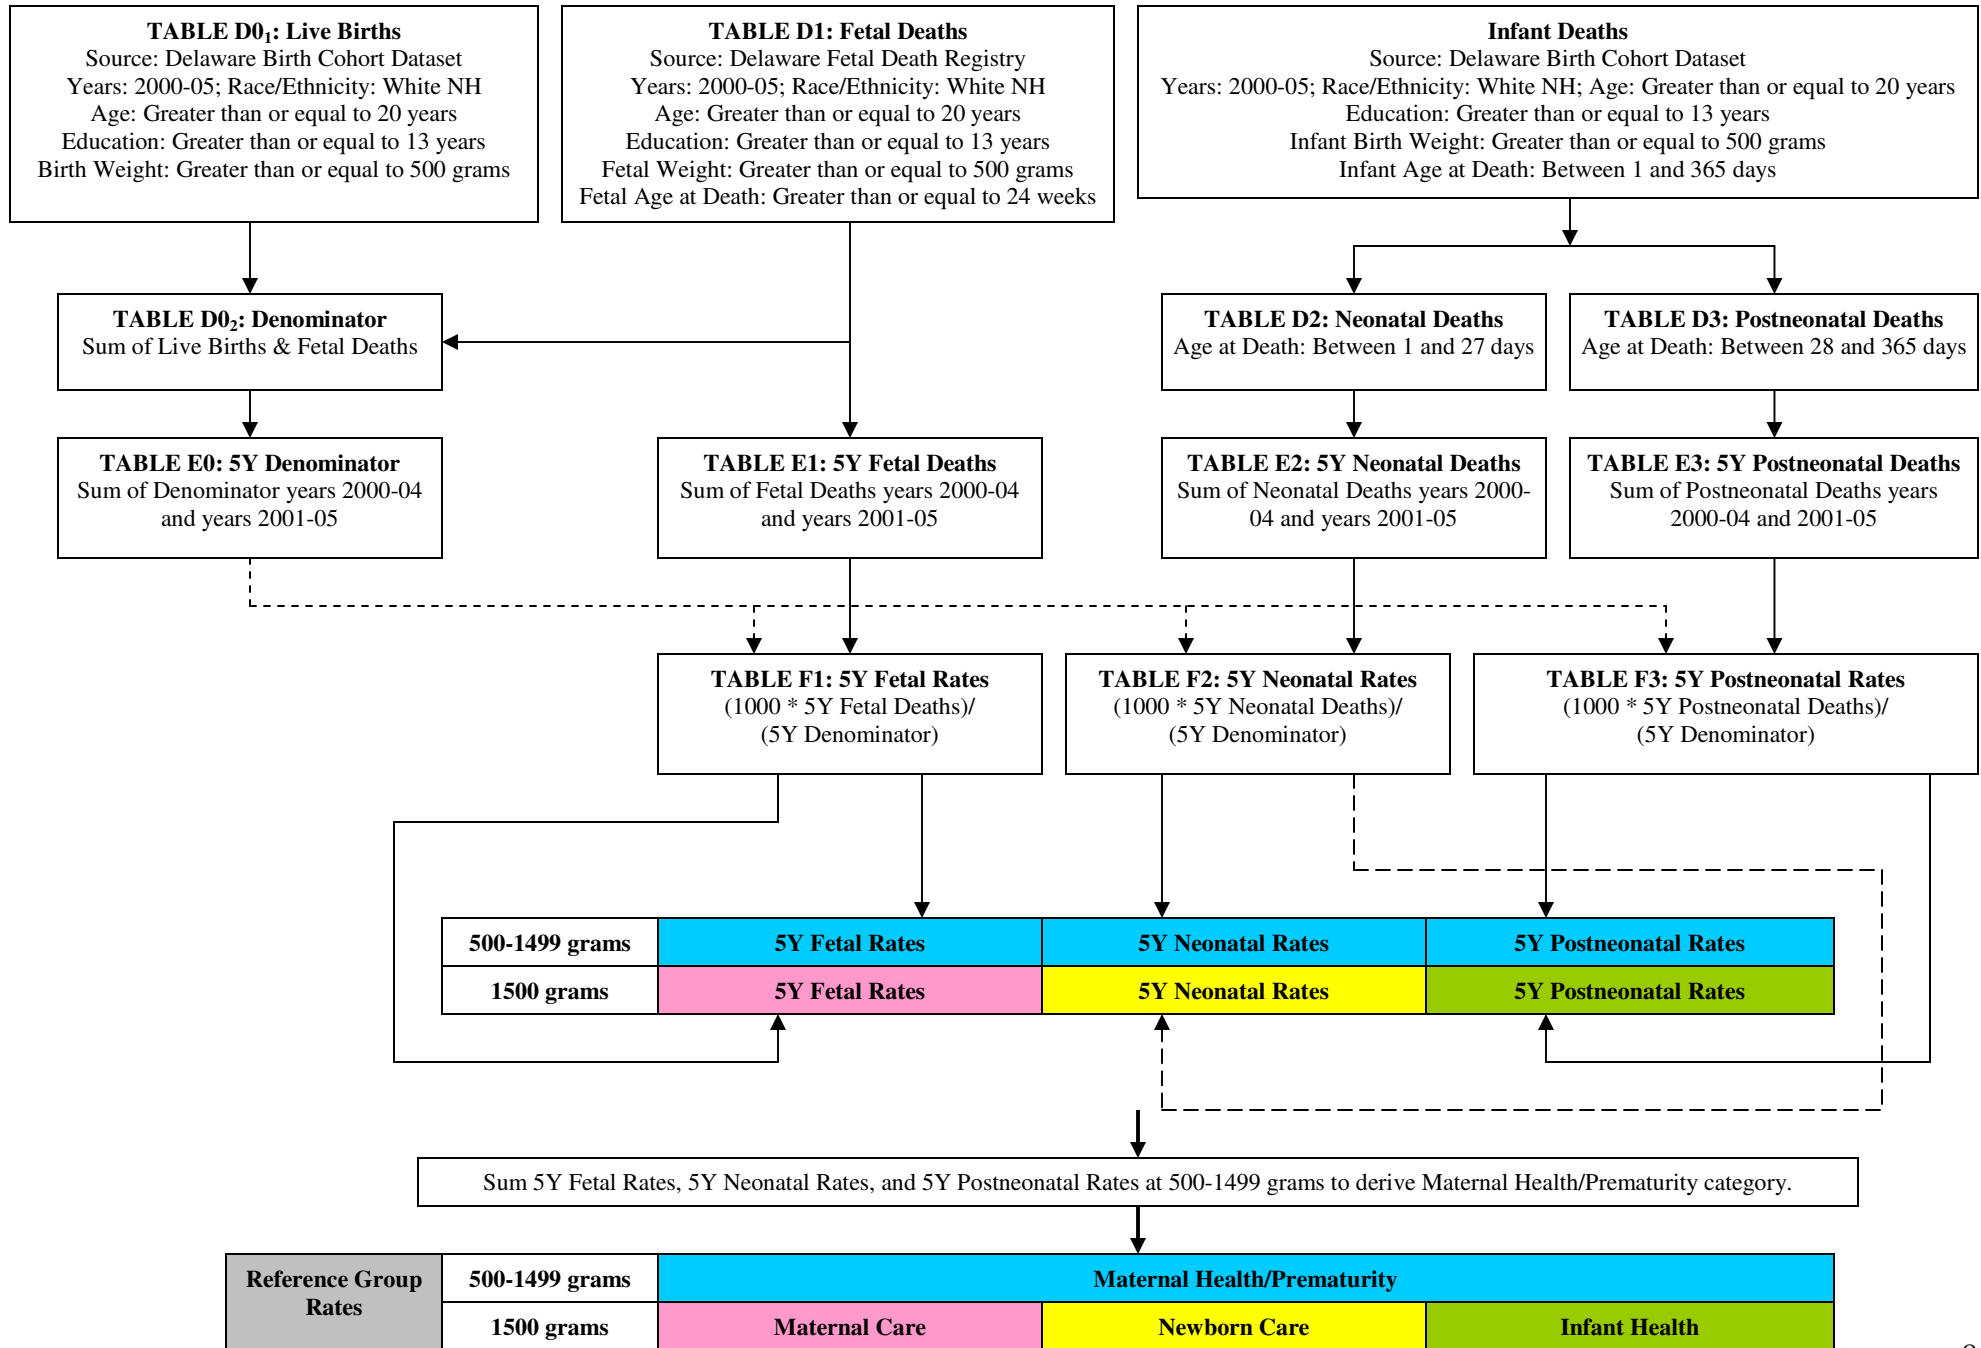 TABLE D0₁: Live Births
Source: Delaware Birth Cohort Dataset
Years: 2000-05; Race/Ethnicity: White NH
Age: Greater than or equal to 20 years
Education: Greater than or equal to 13 years
Birth Weight: Greater than or equal to 500 grams
TABLE D1: Fetal Deaths
Source: Delaware Fetal Death Registry
Years: 2000-05; Race/Ethnicity: White NH
Age: Greater than or equal to 20 years
Education: Greater than or equal to 13 years
Fetal Weight: Greater than or equal to 500 grams
Fetal Age at Death: Greater than or equal to 24 weeks
Infant Deaths
Source: Delaware Birth Cohort Dataset
Years: 2000-05; Race/Ethnicity: White NH; Age: Greater than or equal to 20 years
Education: Greater than or equal to 13 years
Infant Birth Weight: Greater than or equal to 500 grams
Infant Age at Death: Between 1 and 365 days
TABLE D0₂: Denominator
Sum of Live Births & Fetal Deaths
TABLE D2: Neonatal Deaths
Age at Death: Between 1 and 27 days
TABLE D3: Postneonatal Deaths
Age at Death: Between 28 and 365 days
TABLE E0: 5Y Denominator
Sum of Denominator years 2000-04
and years 2001-05
TABLE E1: 5Y Fetal Deaths
Sum of Fetal Deaths years 2000-04
and years 2001-05
TABLE E2: 5Y Neonatal Deaths
Sum of Neonatal Deaths years 2000-
04 and years 2001-05
TABLE E3: 5Y Postneonatal Deaths
Sum of Postneonatal Deaths years
2000-04 and 2001-05
TABLE F1: 5Y Fetal Rates
(1000 * 5Y Fetal Deaths)/
(5Y Denominator)
TABLE F2: 5Y Neonatal Rates
(1000 * 5Y Neonatal Deaths)/
(5Y Denominator)
TABLE F3: 5Y Postneonatal Rates
(1000 * 5Y Postneonatal Deaths)/
(5Y Denominator)
500-1499 grams 5Y Fetal Rates 5Y Neonatal Rates 5Y Postneonatal Rates
1500 grams 5Y Fetal Rates 5Y Neonatal Rates 5Y Postneonatal Rates
Sum 5Y Fetal Rates, 5Y Neonatal Rates, and 5Y Postneonatal Rates at 500-1499 grams to derive Maternal Health/Prematurity category.
Reference Group
Rates
500-1499 grams Maternal Health/Prematurity
1500 grams Maternal Care Newborn Care Infant Health